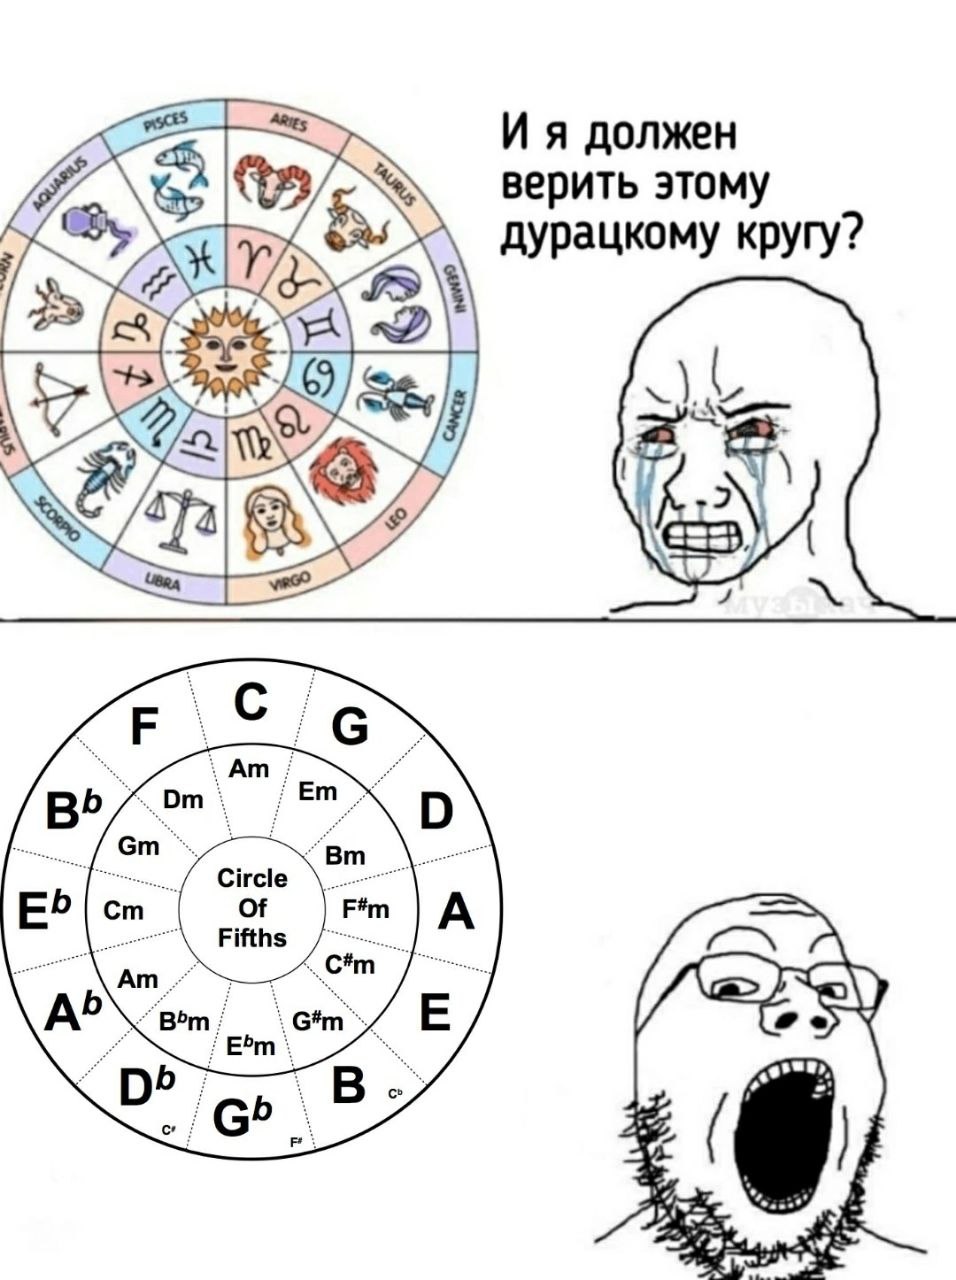 И я должен
верить этому
дурацкому кругу?
PISCES
ARIES
TAURUS
GEMINI
CANCER
LEO
VIRGO
LIBRA
SCORPIO
AQUARIUS
C
G
D
A
E
B
Cb
Gb
F#
Db
C#
Ab
Eb
Bb
F
Am
Em
Bm
F#m
C#m
G#m
Ebm
Bbm
Am
Cm
Gm
Dm
Circle
Of
Fifths